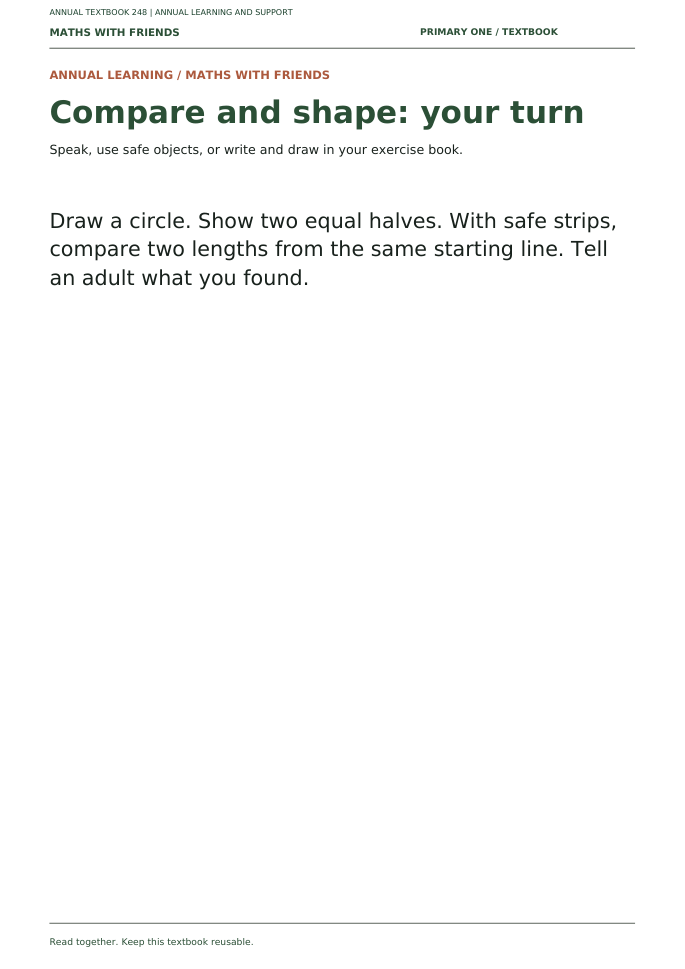 ANNUAL TEXTBOOK 248 | ANNUAL LEARNING AND SUPPORT
MATHS WITH FRIENDS
PRIMARY ONE / TEXTBOOK
ANNUAL LEARNING / MATHS WITH FRIENDS
Compare and shape: your turn
Speak, use safe objects, or write and draw in your exercise book.
Draw a circle. Show two equal halves. With safe strips,
compare two lengths from the same starting line. Tell
an adult what you found.
Read together. Keep this textbook reusable.